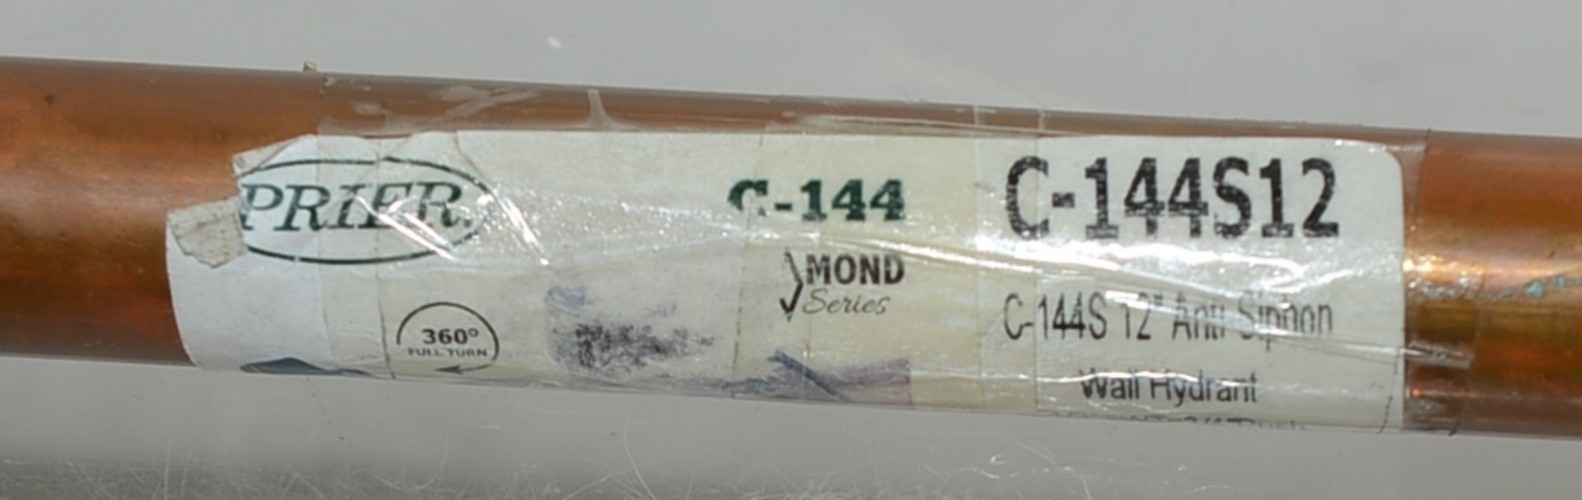 PRIER.
C-144
C-144S12
MOND
Series
360°
FULL TURN
C-144S 12" Anti-Siphon
Wall Hydrant